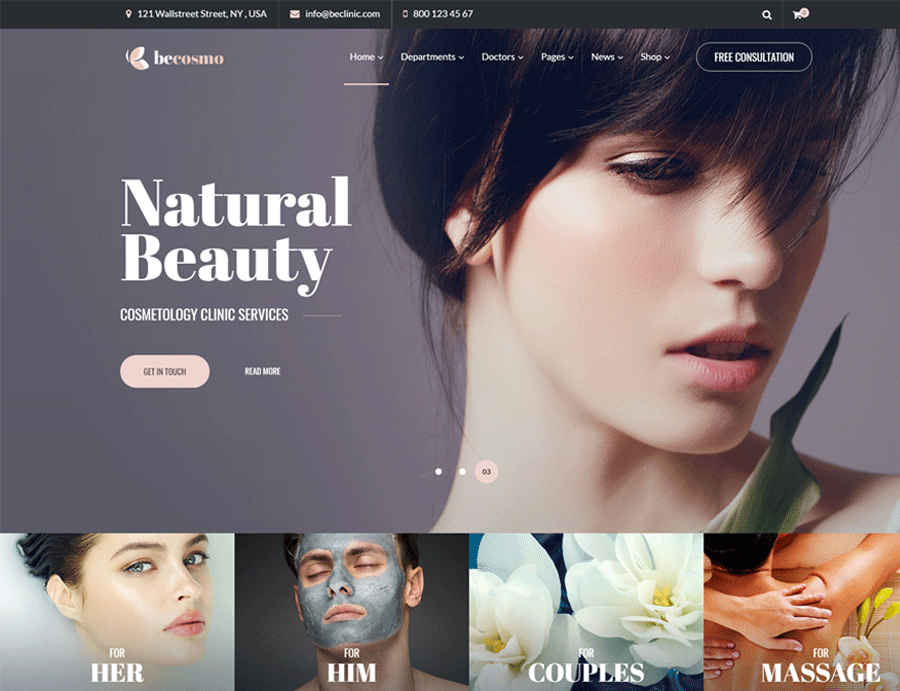 121 Wallstreet Street, NY , USA
info@beclinic.com
800 123 45 67
0
becosmo
Home
Departments
Doctors
Pages
News
Shop
FREE CONSULTATION
Natural
Beauty
COSMETOLOGY CLINIC SERVICES
GET IN TOUCH
READ MORE
03
FOR
HER
FOR
HIM
FOR
COUPLES
FOR
MASSAGE